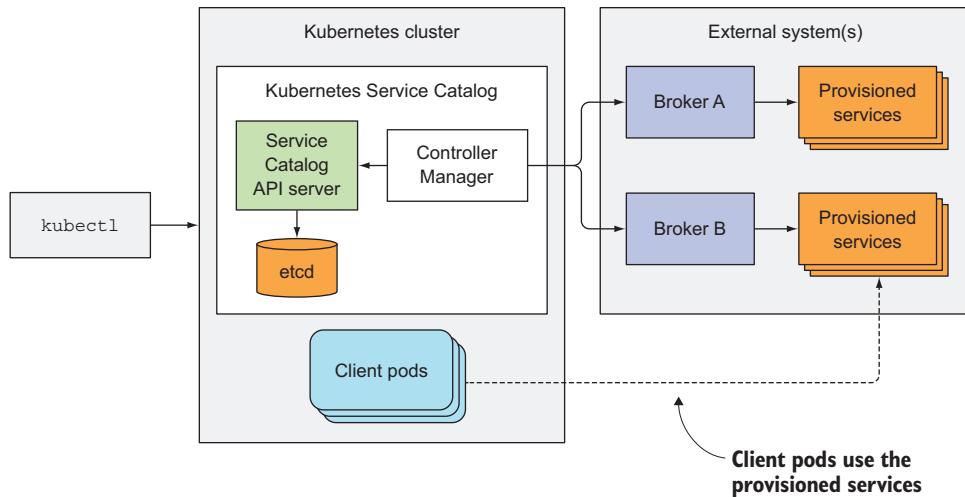 Kubernetes cluster
External system(s)
Kubernetes Service Catalog
Service
Catalog
API server
Controller
Manager
etcd
kubectl
Client pods
Broker A
Provisioned
services
Broker B
Provisioned
services
Client pods use the
provisioned services